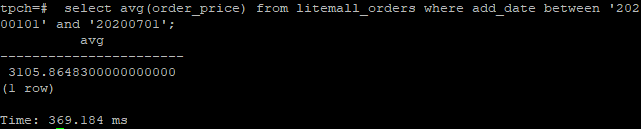 tpch=#  select avg(order_price) from litemall_orders where add_date between '202
00101' and '20200701';
          avg
-----------------------
 3105.8648300000000000
(1 row)
Time: 369.184 ms